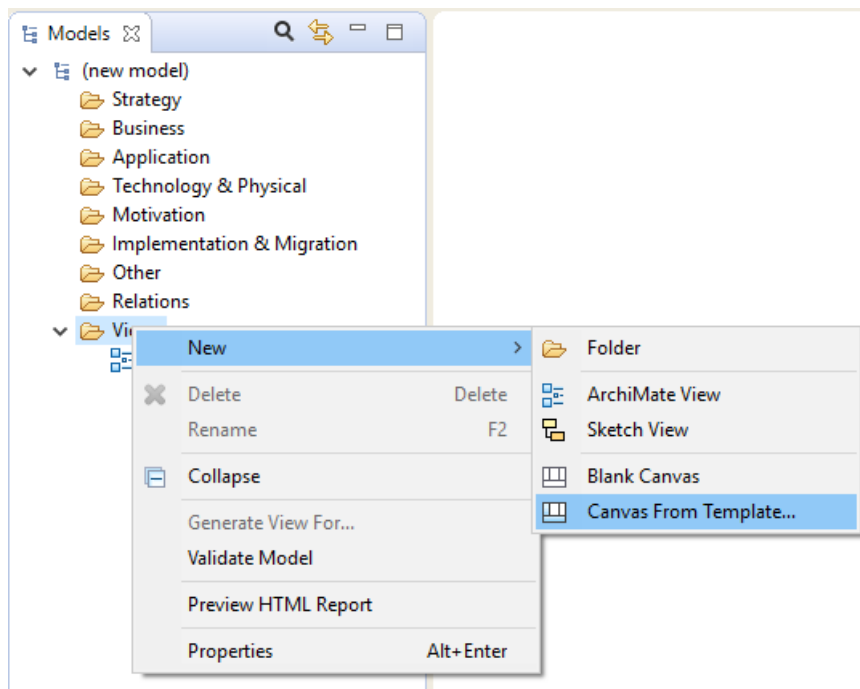 Models
(new model)
Strategy
Business
Application
Technology & Physical
Motivation
Implementation & Migration
Other
Relations
New
Delete Delete
Rename F2
Collapse
Generate View For...
Validate Model
Preview HTML Report
Properties Alt+Enter
Folder
ArchiMate View
Sketch View
Blank Canvas
Canvas From Template...